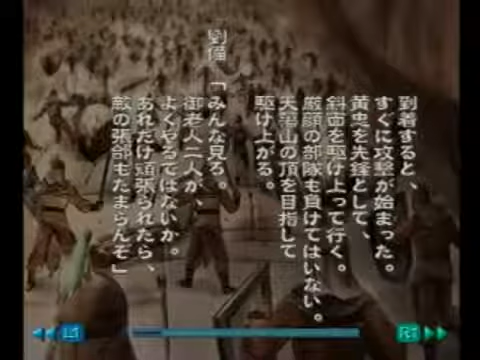 到着すると、
すぐに攻撃が始まった。
黄忠を先鋒として、
斜面を駆け上って行く。
厳顔の部隊も負けてはいない。
天蕩山の頂を目指して
駆け上がる。
劉備「みんな見ろ。
御老人二人が、
よくやるではないか。
あれだけ頑張られたら、
敵の張郃もたまらんぞ」
L1
R1